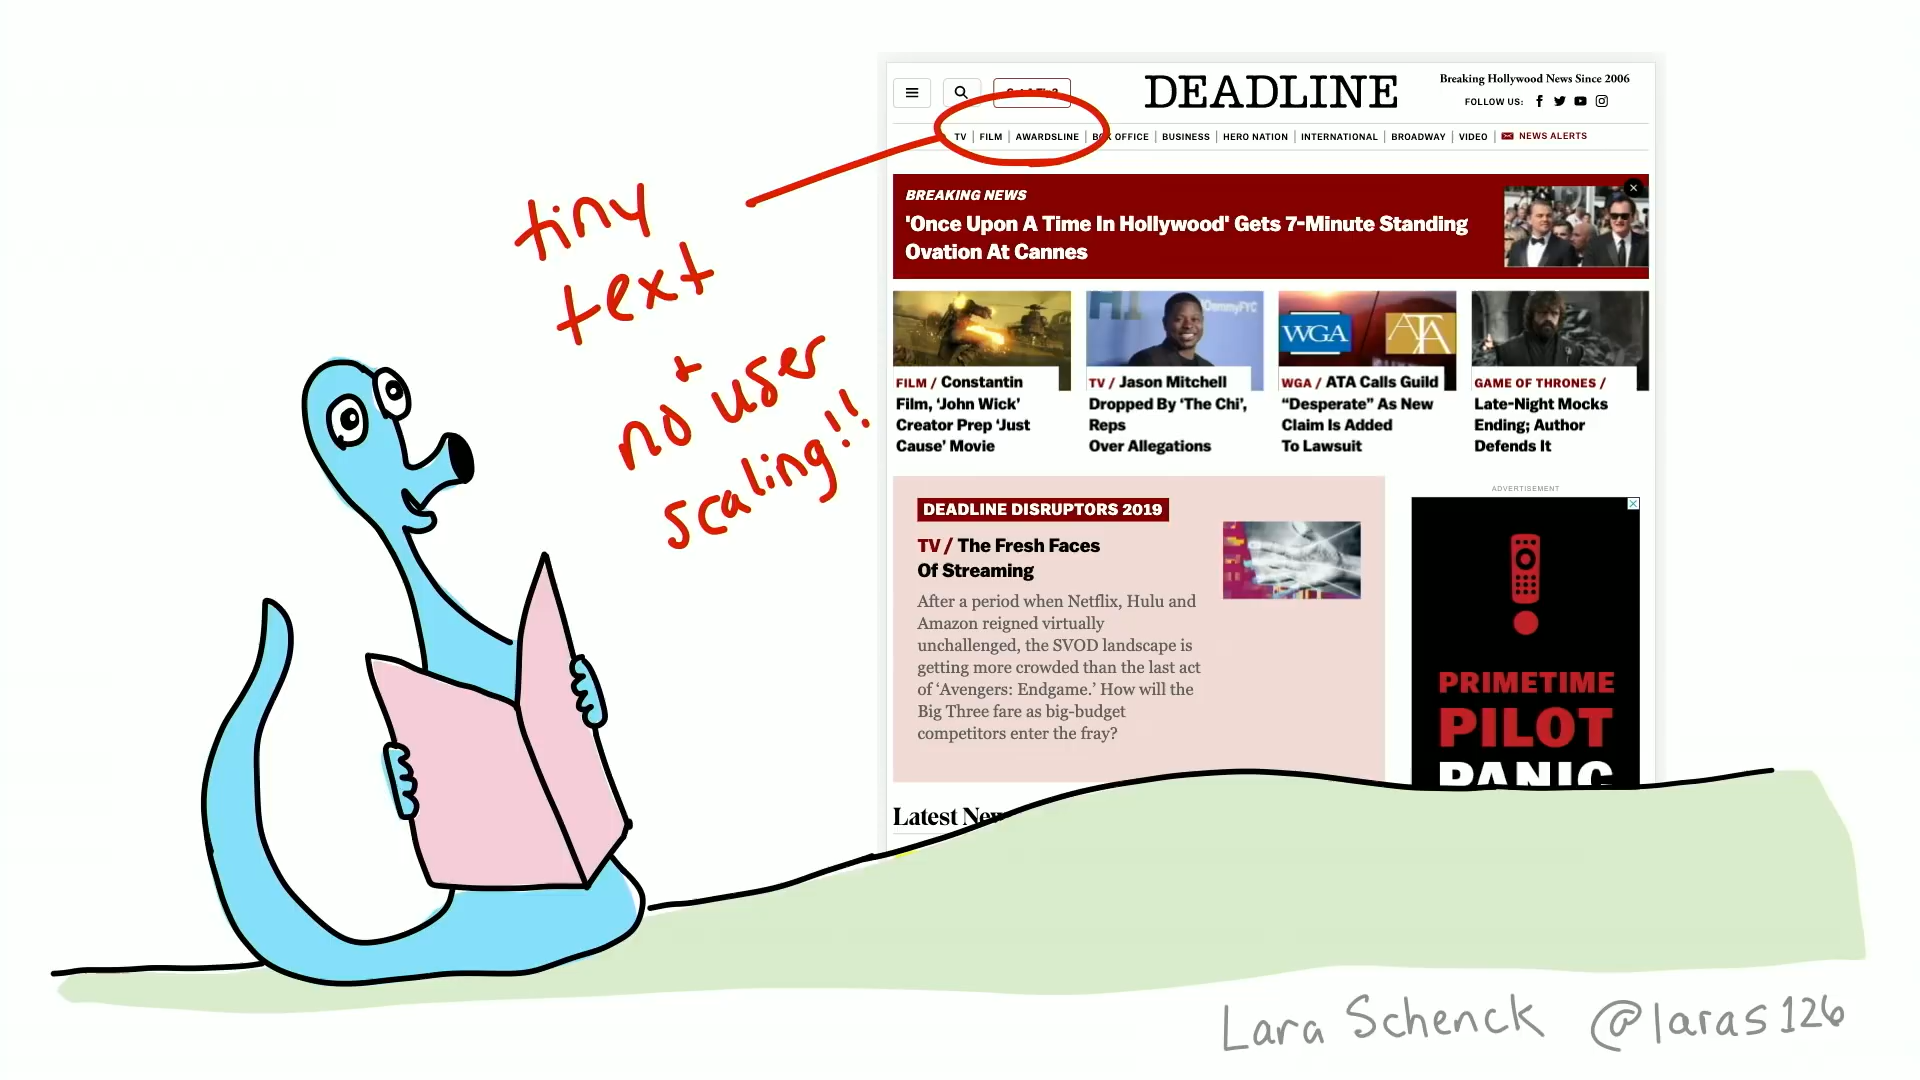 tiny
text
+
no user
scaling!!
DEADLINE
Breaking Hollywood News Since 2006
FOLLOW US:
TV | FILM | AWARDSLINE | BOX OFFICE | BUSINESS | HERO NATION | INTERNATIONAL | BROADWAY | VIDEO | NEWS ALERTS
BREAKING NEWS
'Once Upon A Time In Hollywood' Gets 7-Minute Standing
Ovation At Cannes
WGA
ATA
FILM / Constantin
Film, ‘John Wick’
Creator Prep ‘Just
Cause’ Movie
TV / Jason Mitchell
Dropped By ‘The Chi’,
Reps
Over Allegations
WGA / ATA Calls Guild
“Desperate” As New
Claim Is Added
To Lawsuit
GAME OF THRONES /
Late-Night Mocks
Ending; Author
Defends It
DEADLINE DISRUPTORS 2019
TV / The Fresh Faces
Of Streaming
After a period when Netflix, Hulu and
Amazon reigned virtually
unchallenged, the SVOD landscape is
getting more crowded than the last act
of ‘Avengers: Endgame.’ How will the
Big Three fare as big-budget
competitors enter the fray?
ADVERTISEMENT
PRIMETIME
PILOT
PANIC
Latest
Lara Schenck @laras126